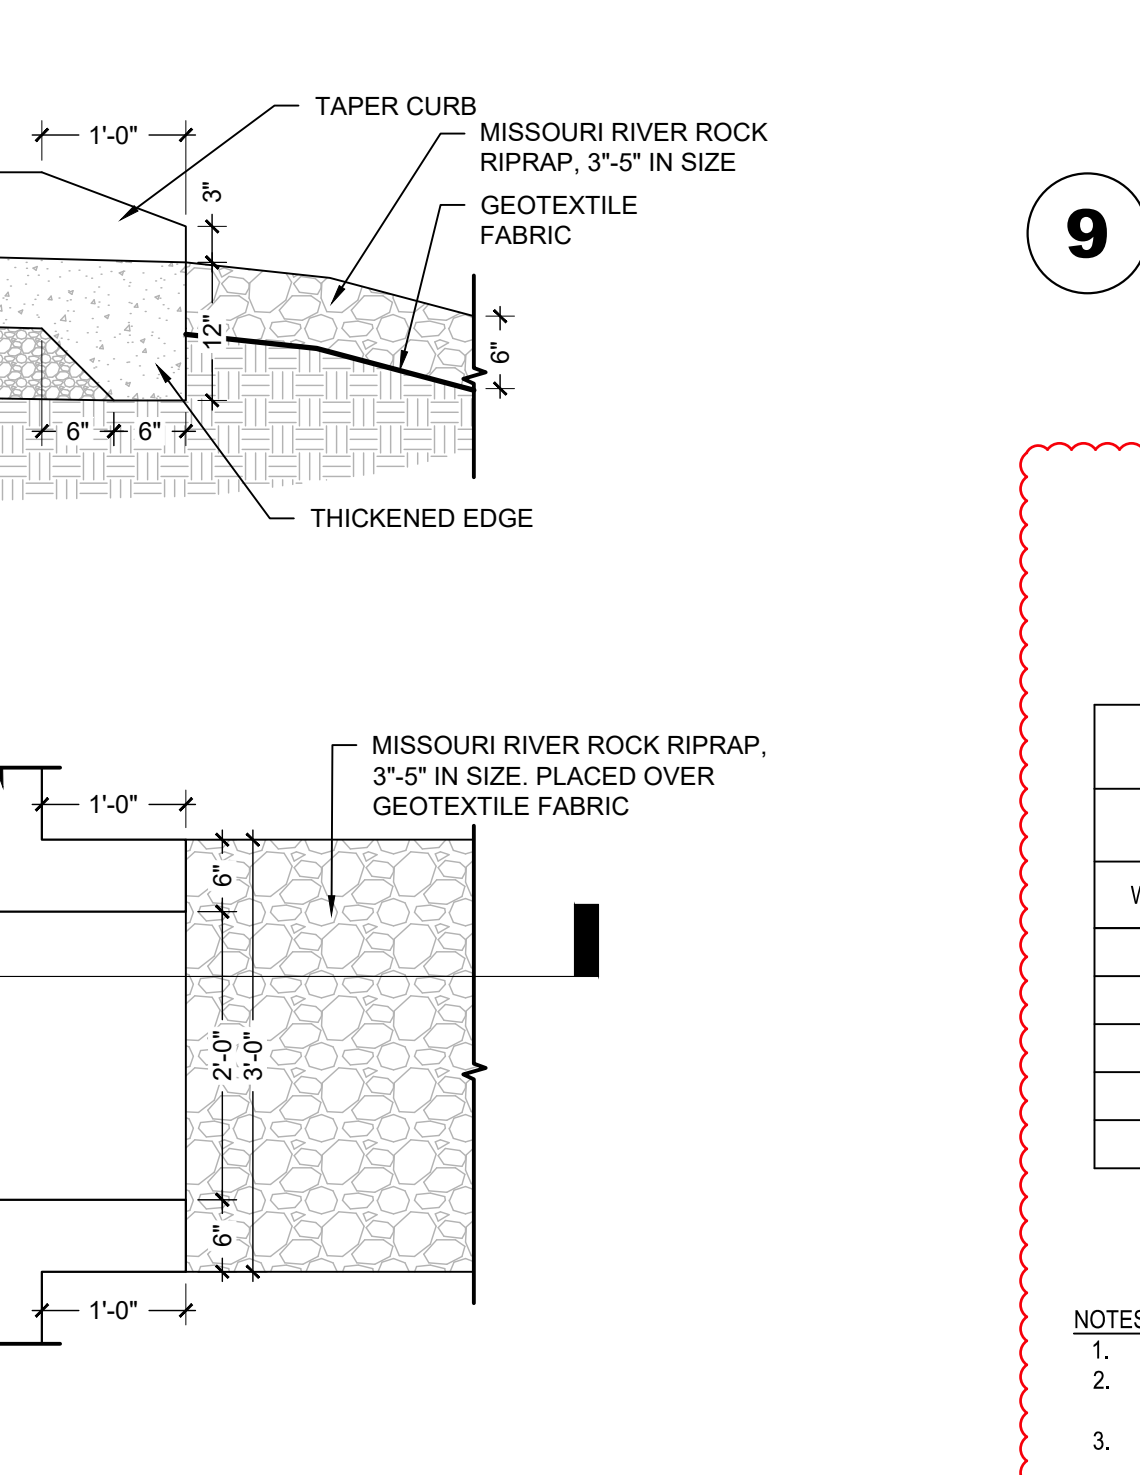 TAPER CURB
1'-0"
MISSOURI RIVER ROCK
RIPRAP, 3"-5" IN SIZE
3"
GEOTEXTILE
FABRIC
9
12"
6"
6"
6"
THICKENED EDGE
MISSOURI RIVER ROCK RIPRAP,
3"-5" IN SIZE. PLACED OVER
GEOTEXTILE FABRIC
1'-0"
6"
2'-0"
3'-0"
6"
1'-0"
NOTES
1.
2.
3.